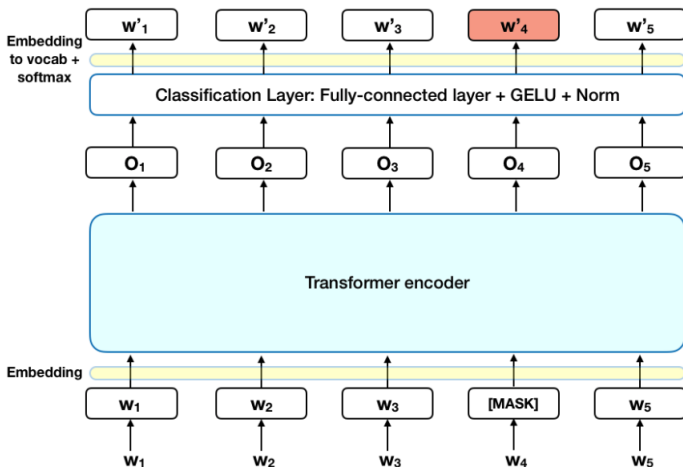 w'₁ w'₂ w'₃ w'₄ w'₅
Embedding
to vocab +
softmax
Classification Layer: Fully-connected layer + GELU + Norm
O₁ O₂ O₃ O₄ O₅
Transformer encoder
Embedding
w₁ w₂ w₃ [MASK] w₅
w₁ w₂ w₃ w₄ w₅